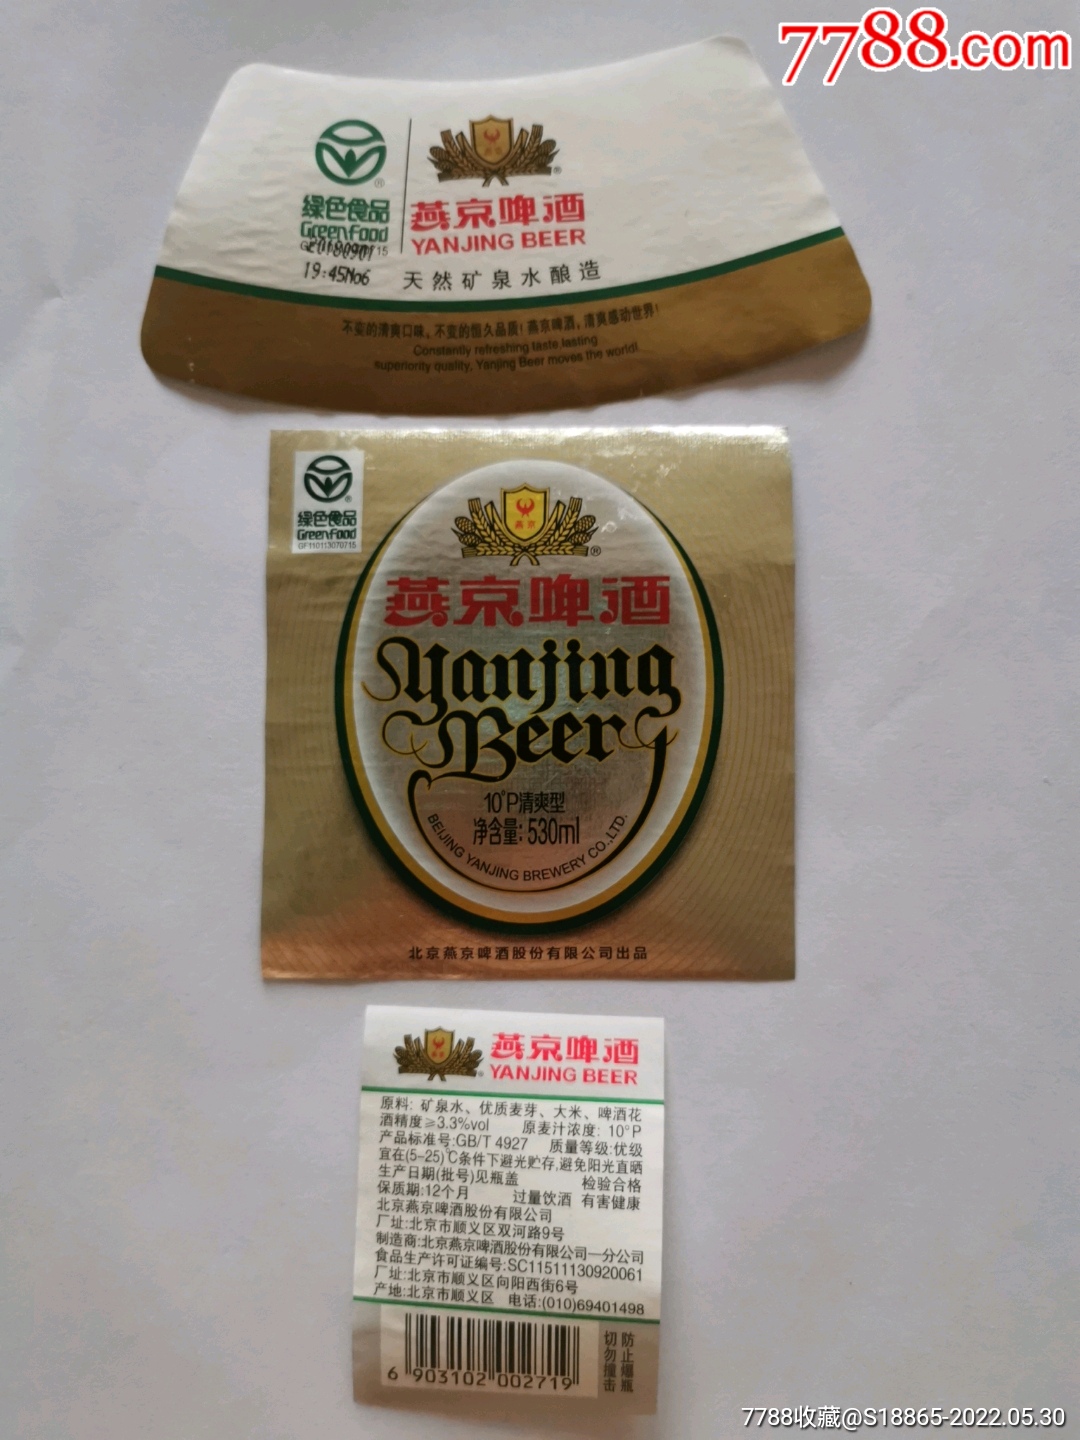 7788.com
燕京
绿色食品
Greenfood
20180901
19:45No6
燕京啤酒
YANJING BEER
天然矿泉水酿造
不变的清爽口味，不变的恒久品质！燕京啤酒，清爽感动世界！
Constantly refreshing taste,lasting
superiority quality, Yanjing Beer moves the world!
绿色食品
Greenfood
GF110113070715
燕京
燕京啤酒
Yanjing
Beer
10°P清爽型
净含量: 530ml
BEIJING YANJING BREWERY CO.,LTD.
北京燕京啤酒股份有限公司出品
燕京啤酒
YANJING BEER
原料: 矿泉水、优质麦芽、大米、啤酒花
酒精度≥3.3%vol 原麦汁浓度: 10°P
产品标准号:GB/T 4927 质量等级:优级
宜在(5-25)℃条件下避光贮存,避免阳光直晒
生产日期(批号)见瓶盖 检验合格
保质期:12个月 过量饮酒 有害健康
北京燕京啤酒股份有限公司
厂址:北京市顺义区双河路9号
制造商:北京燕京啤酒股份有限公司一分公司
食品生产许可证编号:SC11511130920061
厂址:北京市顺义区向阳西街6号
产地:北京市顺义区 电话:(010)69401498
6 903102 002719
防止爆瓶
切勿撞击
7788收藏@S18865-2022.05.30